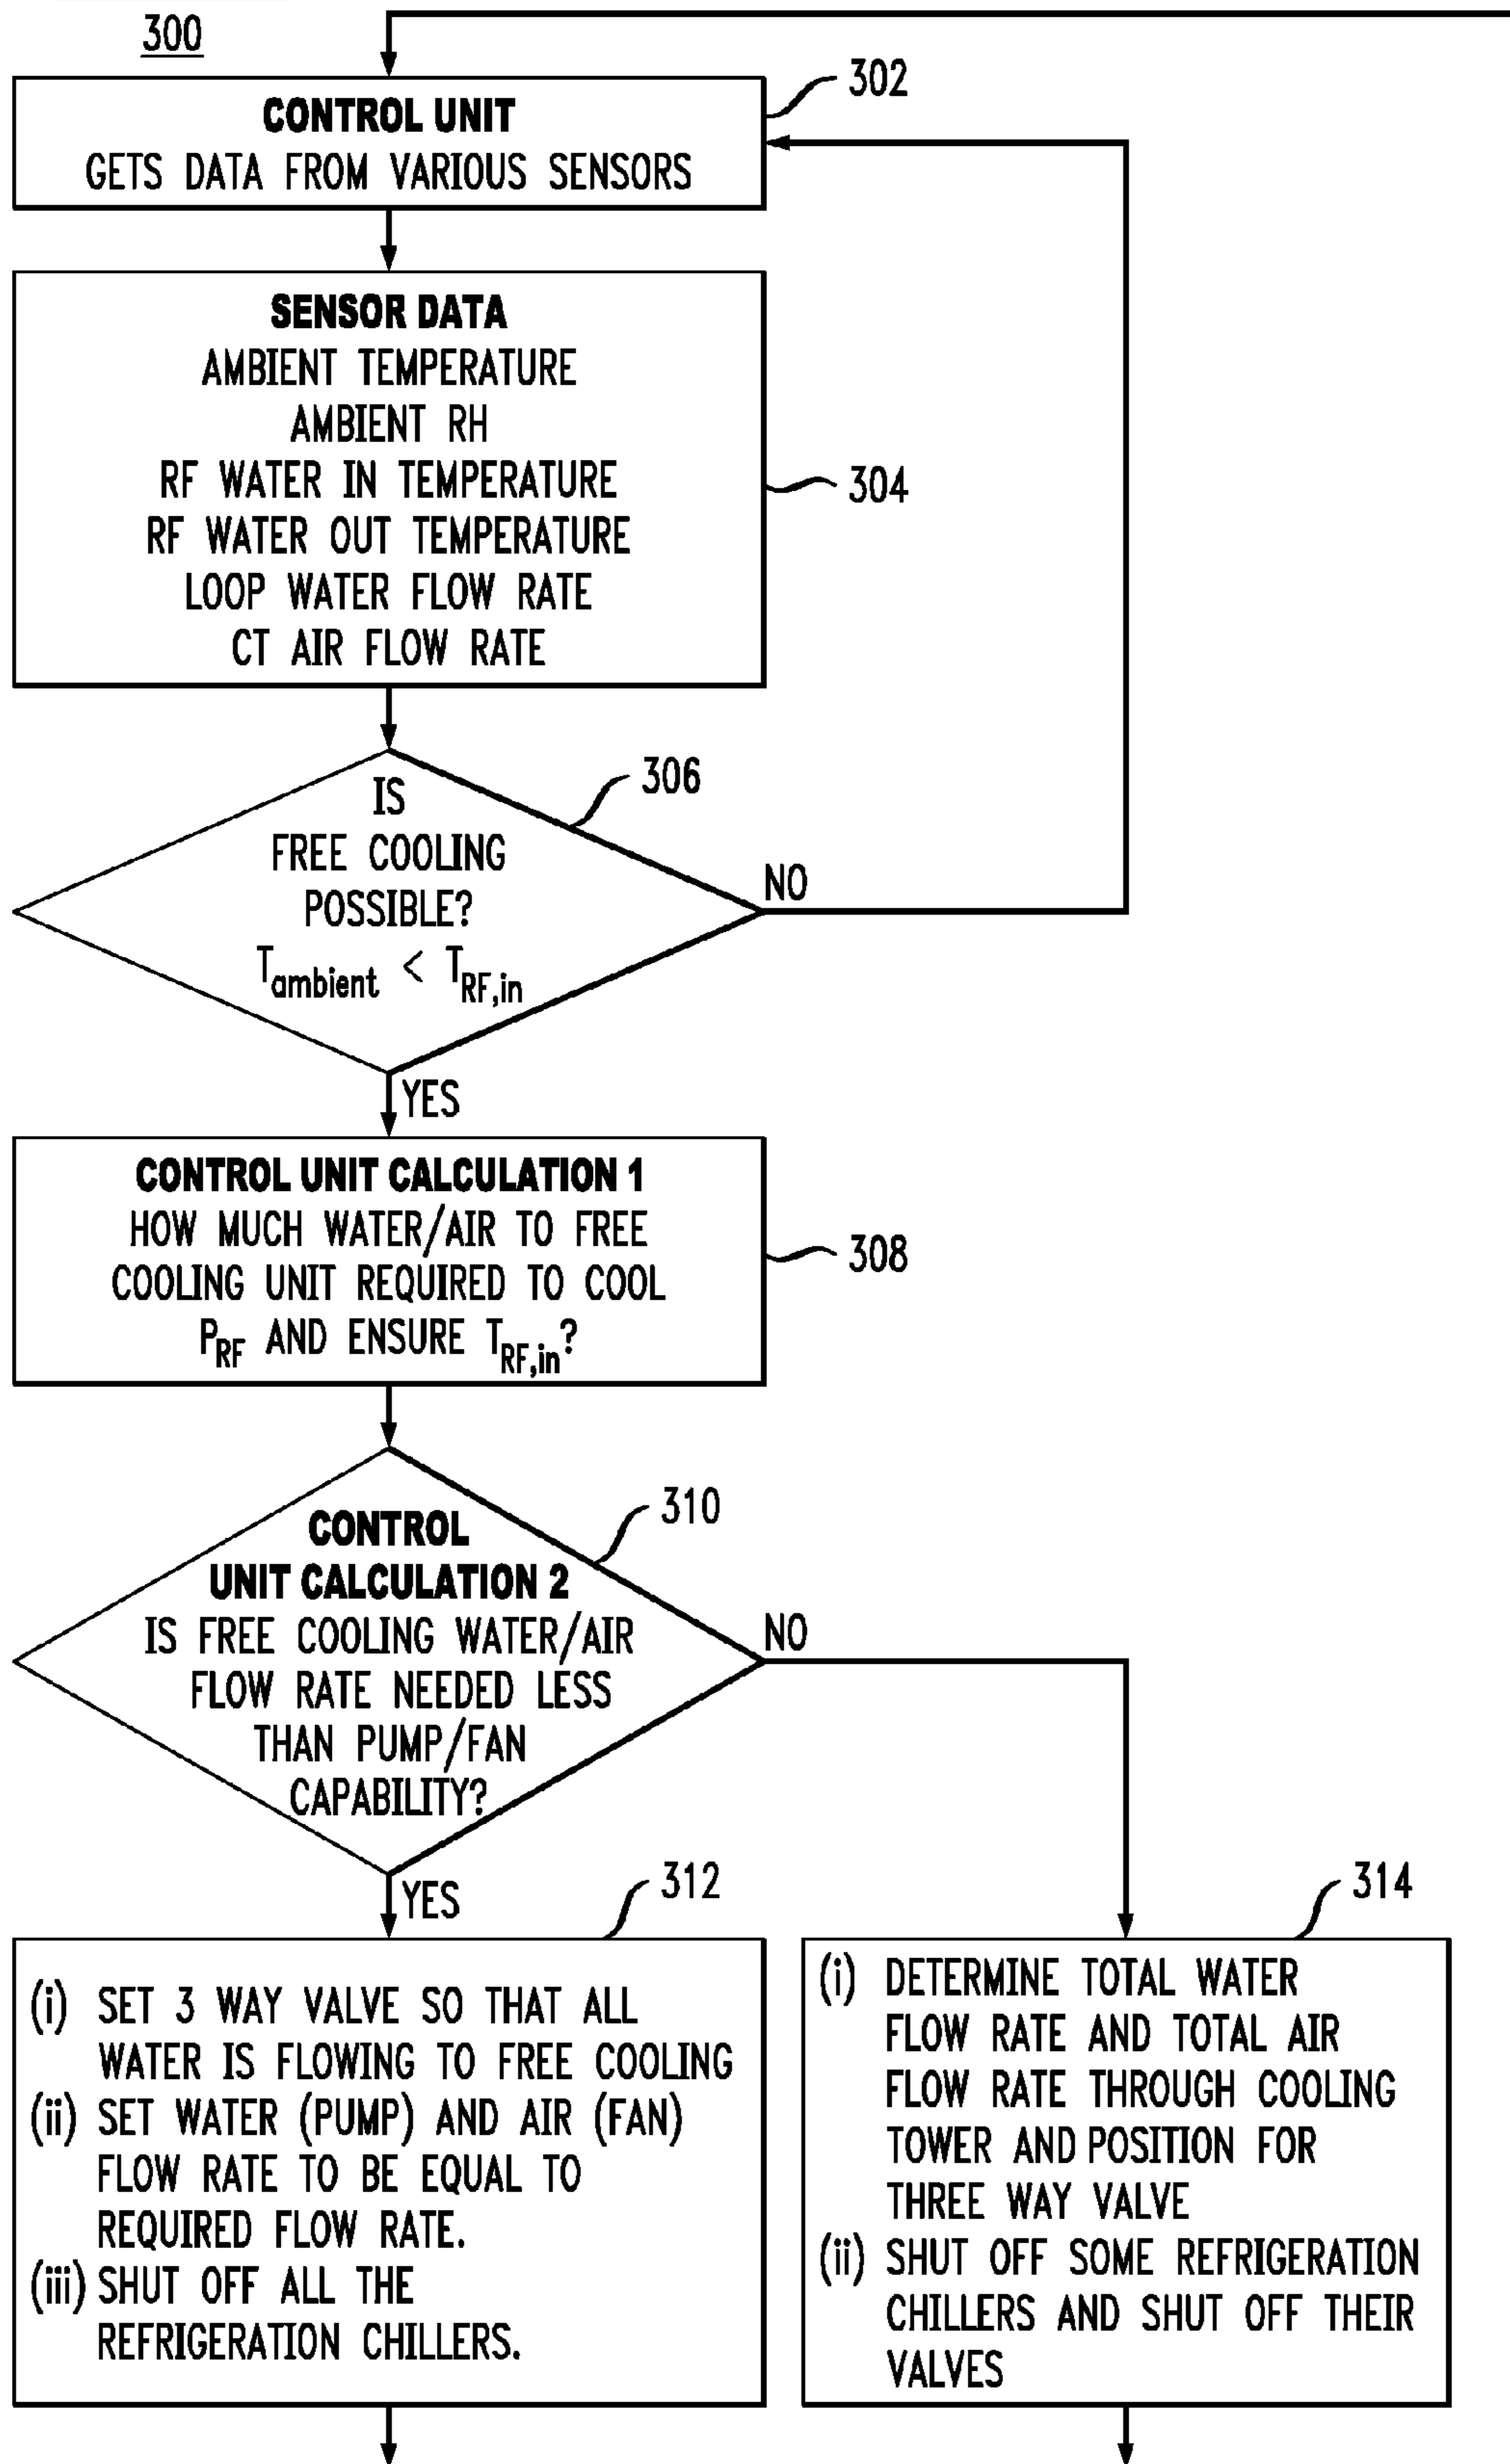 300
302
CONTROL UNIT
GETS DATA FROM VARIOUS SENSORS
SENSOR DATA
AMBIENT TEMPERATURE
AMBIENT RH
RF WATER IN TEMPERATURE
RF WATER OUT TEMPERATURE
LOOP WATER FLOW RATE
CT AIR FLOW RATE
304
306
IS
FREE COOLING
POSSIBLE?
T_ambient < T_RF,in
NO
YES
CONTROL UNIT CALCULATION 1
HOW MUCH WATER/AIR TO FREE
COOLING UNIT REQUIRED TO COOL
P_RF AND ENSURE T_RF,in?
308
310
CONTROL
UNIT CALCULATION 2
IS FREE COOLING WATER/AIR
FLOW RATE NEEDED LESS
THAN PUMP/FAN
CAPABILITY?
NO
YES
312
(i) SET 3 WAY VALVE SO THAT ALL
WATER IS FLOWING TO FREE COOLING
(ii) SET WATER (PUMP) AND AIR (FAN)
FLOW RATE TO BE EQUAL TO
REQUIRED FLOW RATE.
(iii) SHUT OFF ALL THE
REFRIGERATION CHILLERS.
314
(i) DETERMINE TOTAL WATER
FLOW RATE AND TOTAL AIR
FLOW RATE THROUGH COOLING
TOWER AND POSITION FOR
THREE WAY VALVE
(ii) SHUT OFF SOME REFRIGERATION
CHILLERS AND SHUT OFF THEIR
VALVES